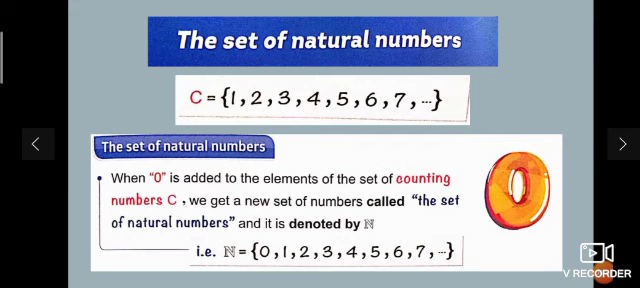 The set of natural numbers
C = {1, 2, 3, 4, 5, 6, 7, ...}
The set of natural numbers
When "0" is added to the elements of the set of counting
numbers C, we get a new set of numbers called "the set
of natural numbers" and it is denoted by ℕ
i.e. ℕ = {0, 1, 2, 3, 4, 5, 6, 7, ...}
0
V RECORDER